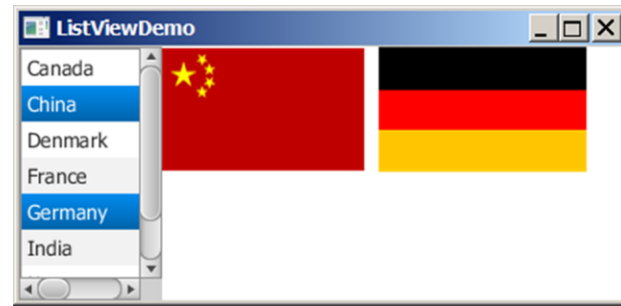 ListViewDemo
Canada
China
Denmark
France
Germany
India